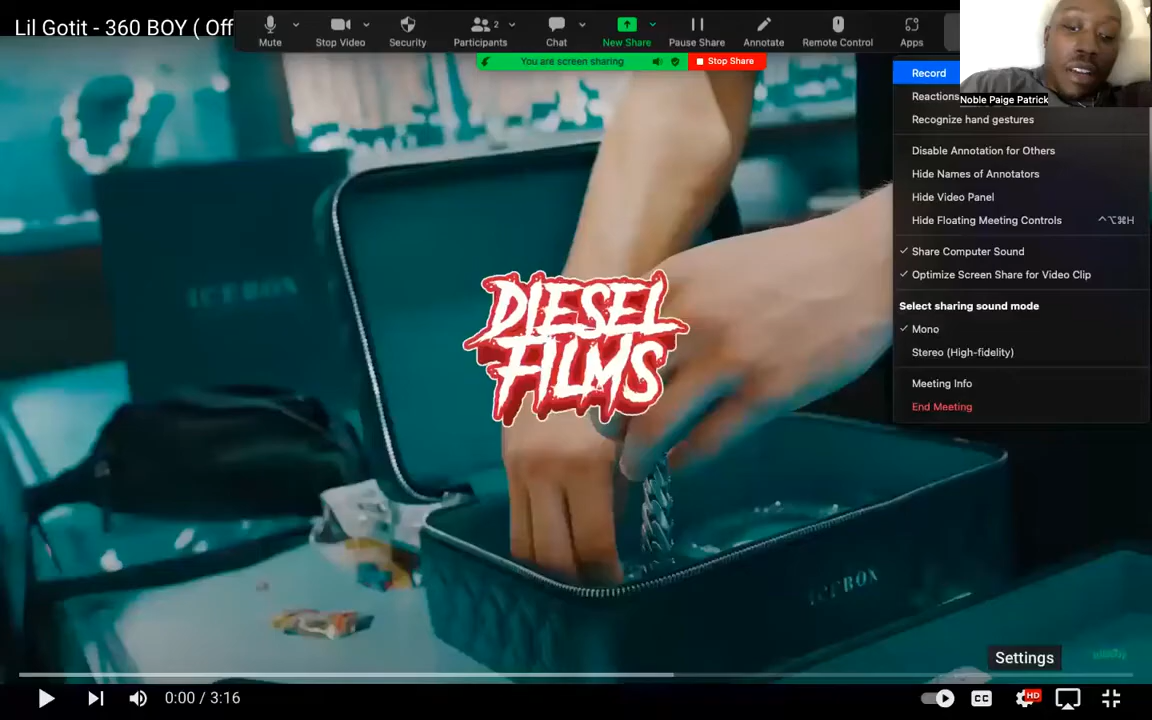 Lil Gotit - 360 BOY ( Off
Mute
Stop Video
Security
Participants
2
Chat
New Share
Pause Share
Annotate
Remote Control
Apps
You are screen sharing
Stop Share
Noble Paige Patrick
Record
Reactions
Recognize hand gestures
Disable Annotation for Others
Hide Names of Annotators
Hide Video Panel
Hide Floating Meeting Controls ^⌥⌘H
✓ Share Computer Sound
✓ Optimize Screen Share for Video Clip
Select sharing sound mode
✓ Mono
Stereo (High-fidelity)
Meeting Info
End Meeting
ICEBOX
DIESEL
FILMS
ICEBOX
Settings
0:00 / 3:16
CC
HD